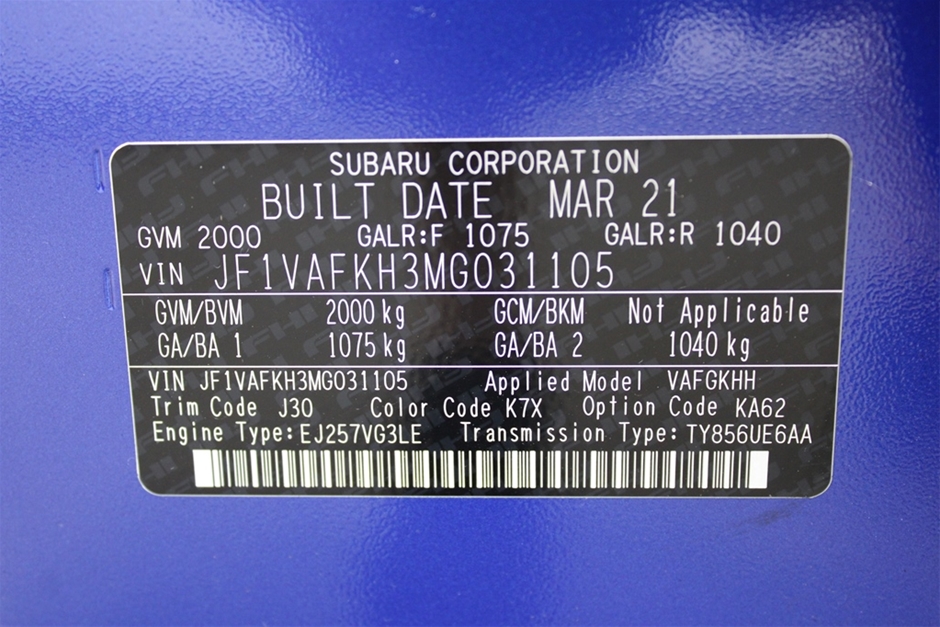 SUBARU CORPORATION
BUILT DATE MAR 21
GVM 2000 GALR:F 1075 GALR:R 1040
VIN JF1VAFKH3MG031105
GVM/BVM 2000 kg GCM/BKM Not Applicable
GA/BA 1 1075 kg GA/BA 2 1040 kg
VIN JF1VAFKH3MG031105 Applied Model VAFGKHH
Trim Code J30 Color Code K7X Option Code KA62
Engine Type:EJ257VG3LE Transmission Type:TY856UE6AA